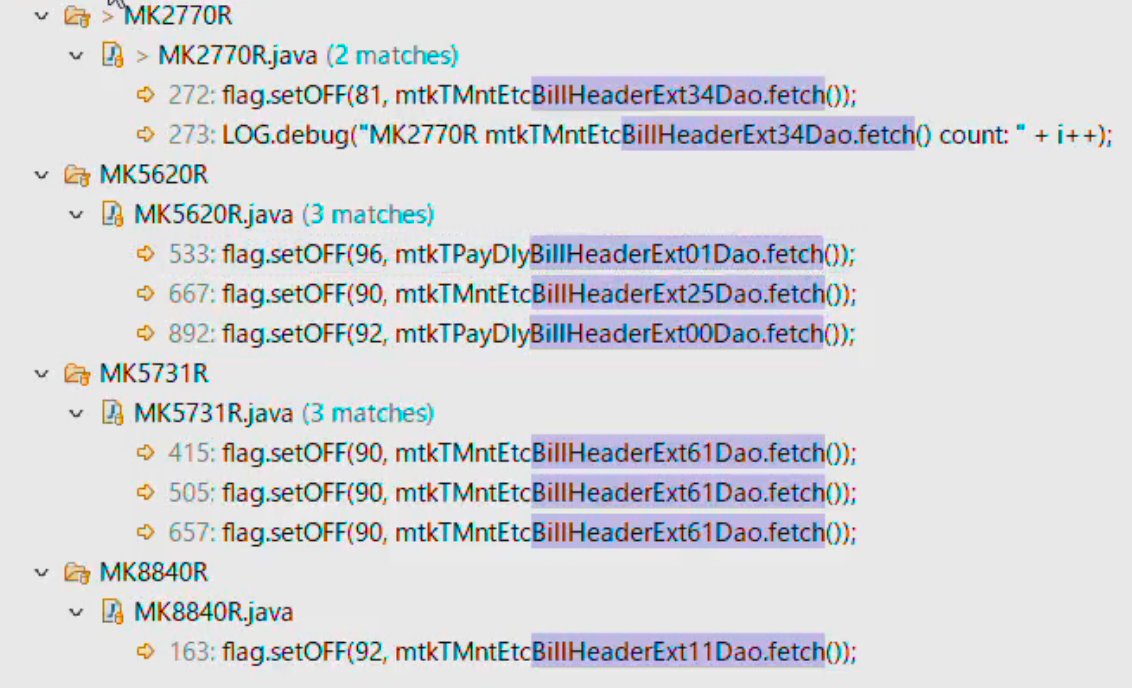 > MK2770R
> MK2770R.java (2 matches)
272: flag.setOFF(81, mtkTMntEtcBillHeaderExt34Dao.fetch());
273: LOG.debug("MK2770R mtkTMntEtcBillHeaderExt34Dao.fetch() count: " + i++);
MK5620R
MK5620R.java (3 matches)
533: flag.setOFF(96, mtkTPayDlyBillHeaderExt01Dao.fetch());
667: flag.setOFF(90, mtkTMntEtcBillHeaderExt25Dao.fetch());
892: flag.setOFF(92, mtkTPayDlyBillHeaderExt00Dao.fetch());
MK5731R
MK5731R.java (3 matches)
415: flag.setOFF(90, mtkTMntEtcBillHeaderExt61Dao.fetch());
505: flag.setOFF(90, mtkTMntEtcBillHeaderExt61Dao.fetch());
657: flag.setOFF(90, mtkTMntEtcBillHeaderExt61Dao.fetch());
MK8840R
MK8840R.java
163: flag.setOFF(92, mtkTMntEtcBillHeaderExt11Dao.fetch());